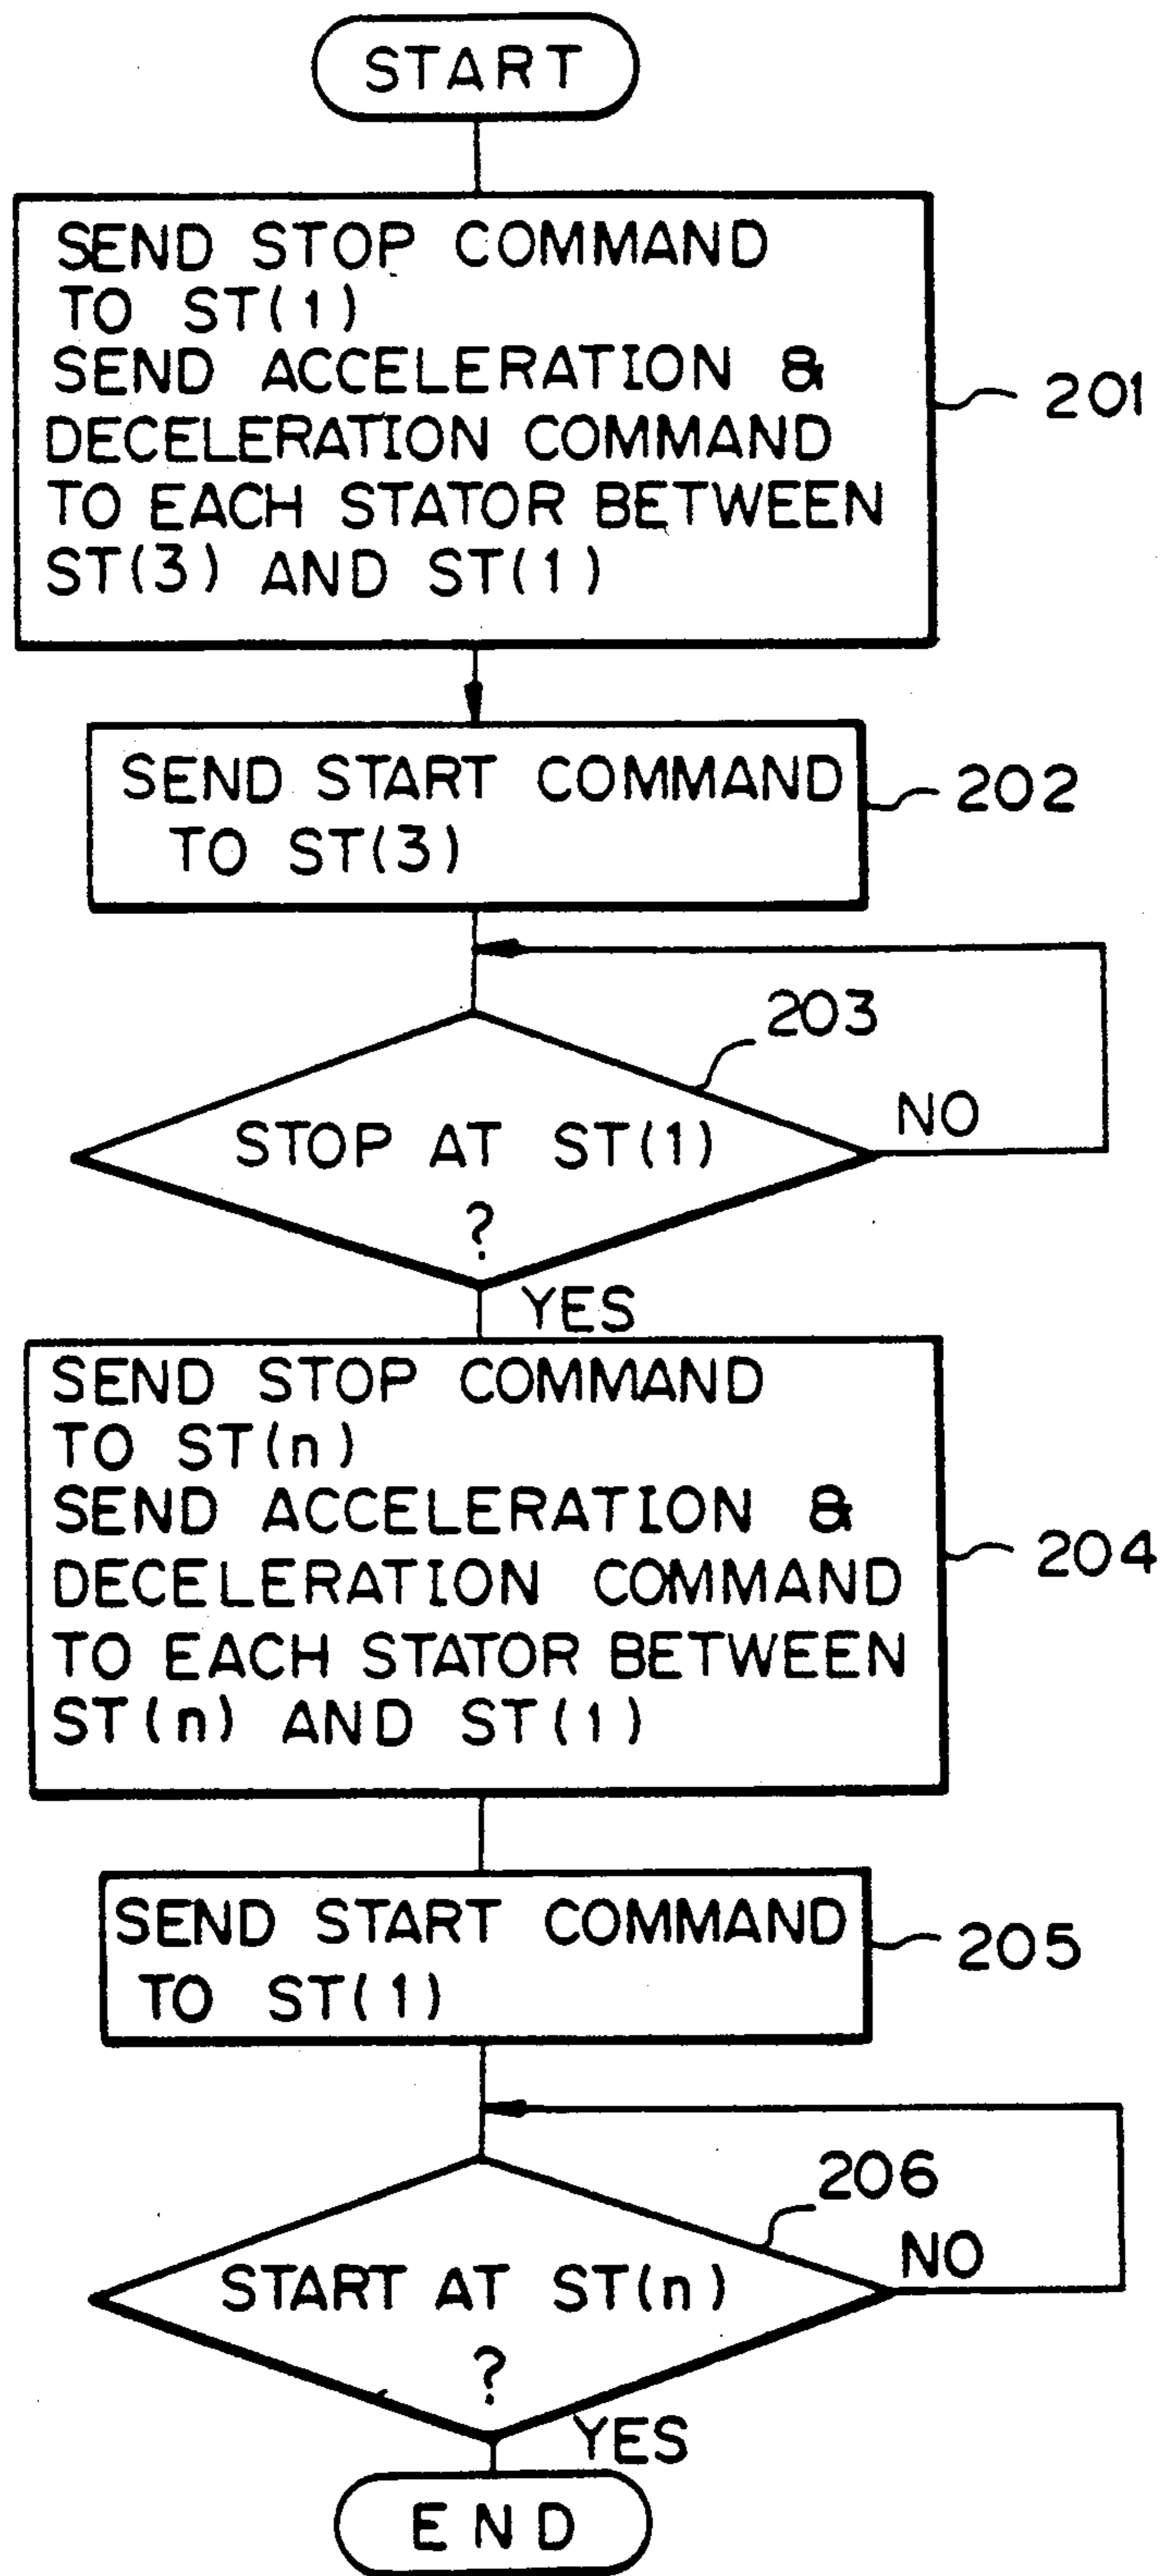 START
SEND STOP COMMAND
TO ST(1)
SEND ACCELERATION &
DECELERATION COMMAND
TO EACH STATOR BETWEEN
ST(3) AND ST(1)
201
SEND START COMMAND
TO ST(3)
202
203
STOP AT ST(1)
?
NO
YES
SEND STOP COMMAND
TO ST(n)
SEND ACCELERATION &
DECELERATION COMMAND
TO EACH STATOR BETWEEN
ST(n) AND ST(1)
204
SEND START COMMAND
TO ST(1)
205
206
START AT ST(n)
?
NO
YES
END